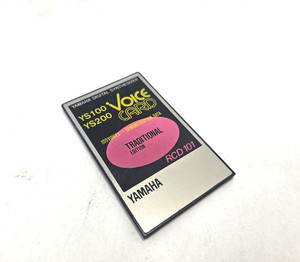 YAMAHA DIGITAL SYNTHESIZER
YS100
YS200
VOICE
CARD
TRADITIONAL
EDITION
RCD 101
YAMAHA